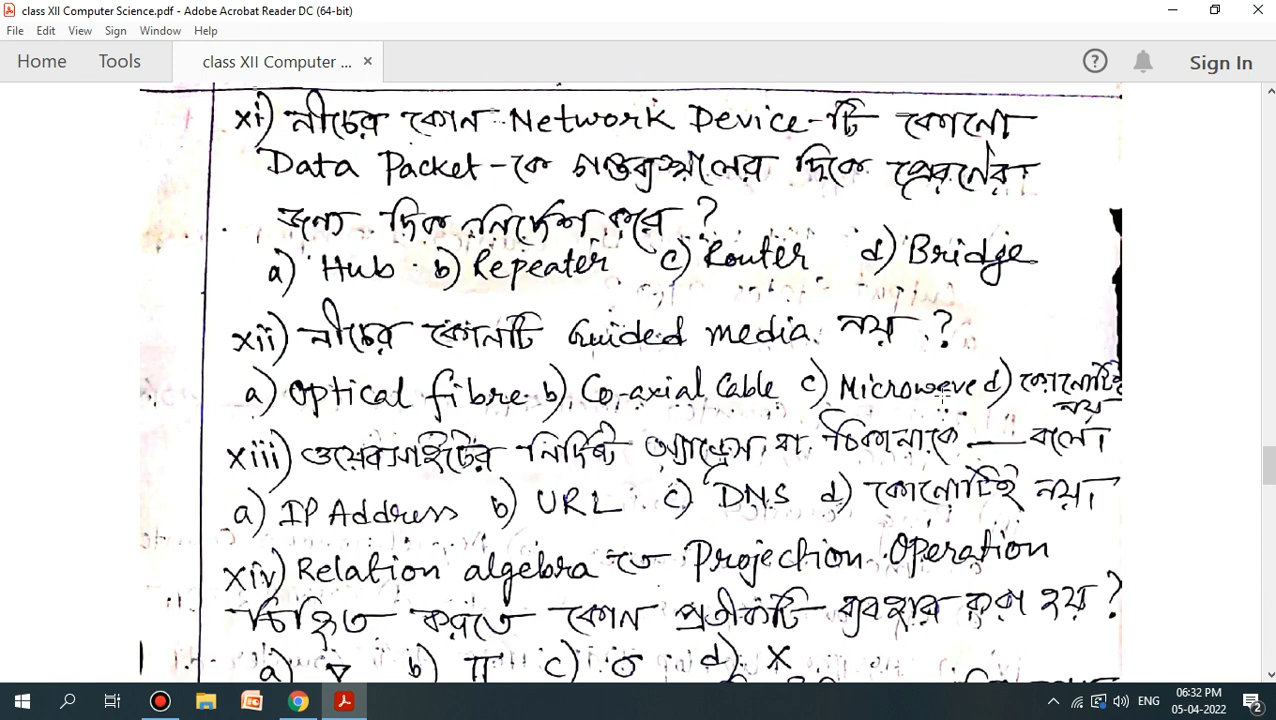 class XII Computer Science.pdf - Adobe Acrobat Reader DC (64-bit)
File Edit View Sign Window Help
Home Tools class XII Computer ... × Sign In
xi) নীচের কোন Network Device-টি কোনো
Data Packet-কে গন্তব্যস্থলের দিকে প্রেরণের
জন্য দিক নির্দেশ করে ?
a) Hub b) Repeater c) Router d) Bridge
xii) নীচের কোনটি Guided media নয় ?
a) Optical fibre b) Co-axial Cable c) Microwave d) কোনোটিই
নয়
xiii) ওয়েবসাইটের নির্দিষ্ট অ্যাড্রেস বা ঠিকানাকে — বলে।
a) IP Address b) URL c) DNS d) কোনোটিই নয়।
xiv) Relation algebra তে Projection Operation
চিহ্নিত করতে কোন প্রতীকটি ব্যবহার করা হয় ?
a) b) π c) σ d) X
ENG 06:32 PM
05-04-2022 2